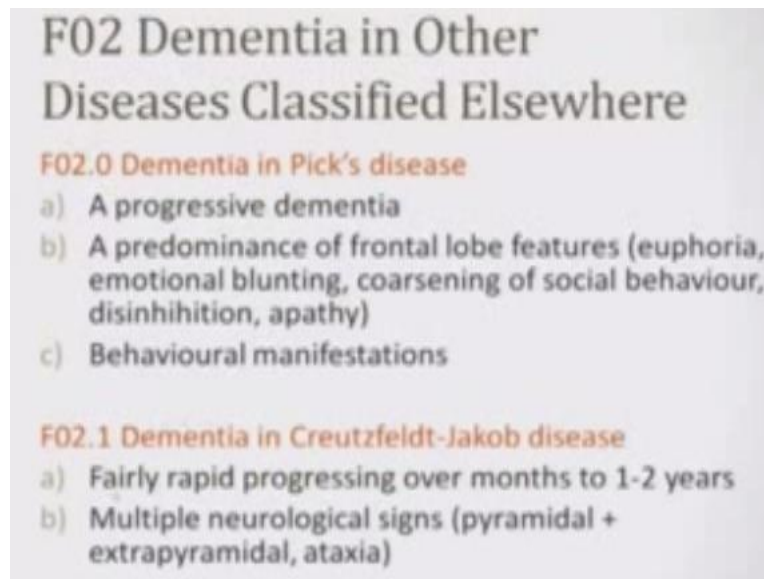 F02 Dementia in Other
Diseases Classified Elsewhere
F02.0 Dementia in Pick's disease
a) A progressive dementia
b) A predominance of frontal lobe features (euphoria,
emotional blunting, coarsening of social behaviour,
disinhihition, apathy)
c) Behavioural manifestations
F02.1 Dementia in Creutzfeldt-Jakob disease
a) Fairly rapid progressing over months to 1-2 years
b) Multiple neurological signs (pyramidal +
extrapyramidal, ataxia)